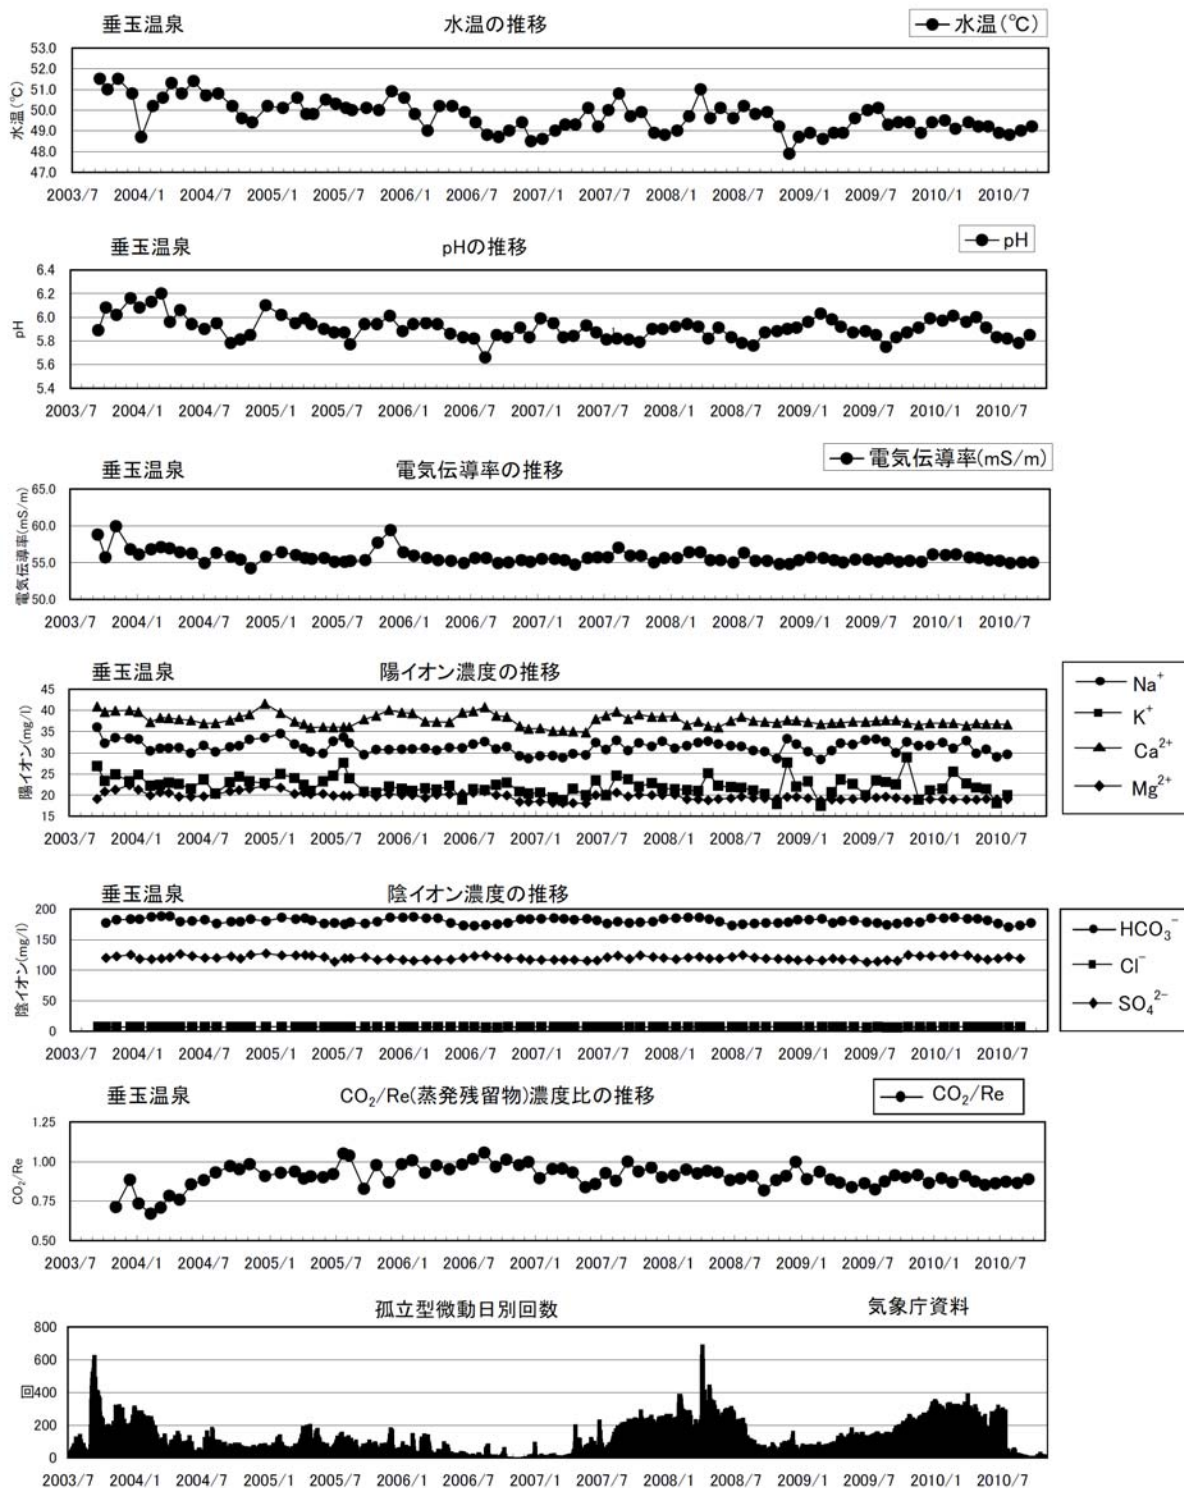 垂玉温泉 水温の推移 水温(℃)
水温(℃)
53.0
52.0
51.0
50.0
49.0
48.0
47.0
2003/7 2004/1 2004/7 2005/1 2005/7 2006/1 2006/7 2007/1 2007/7 2008/1 2008/7 2009/1 2009/7 2010/1 2010/7
垂玉温泉 pHの推移 pH
pH
6.4
6.2
6.0
5.8
5.6
5.4
2003/7 2004/1 2004/7 2005/1 2005/7 2006/1 2006/7 2007/1 2007/7 2008/1 2008/7 2009/1 2009/7 2010/1 2010/7
垂玉温泉 電気伝導率の推移 電気伝導率(mS/m)
電気伝導率(mS/m)
65.0
60.0
55.0
50.0
2003/7 2004/1 2004/7 2005/1 2005/7 2006/1 2006/7 2007/1 2007/7 2008/1 2008/7 2009/1 2009/7 2010/1 2010/7
垂玉温泉 陽イオン濃度の推移
陽イオン(mg/l)
45
40
35
30
25
20
15
2003/7 2004/1 2004/7 2005/1 2005/7 2006/1 2006/7 2007/1 2007/7 2008/1 2008/7 2009/1 2009/7 2010/1 2010/7
Na⁺
K⁺
Ca²⁺
Mg²⁺
垂玉温泉 陰イオン濃度の推移
陰イオン(mg/l)
200
150
100
50
0
2003/7 2004/1 2004/7 2005/1 2005/7 2006/1 2006/7 2007/1 2007/7 2008/1 2008/7 2009/1 2009/7 2010/1 2010/7
HCO₃⁻
Cl⁻
SO₄²⁻
垂玉温泉 CO₂/Re(蒸発残留物)濃度比の推移 CO₂/Re
CO₂/Re
1.25
1.00
0.75
0.50
2003/7 2004/1 2004/7 2005/1 2005/7 2006/1 2006/7 2007/1 2007/7 2008/1 2008/7 2009/1 2009/7 2010/1 2010/7
孤立型微動日別回数 気象庁資料
回
800
600
400
200
0
2003/7 2004/1 2004/7 2005/1 2005/7 2006/1 2006/7 2007/1 2007/7 2008/1 2008/7 2009/1 2009/7 2010/1 2010/7